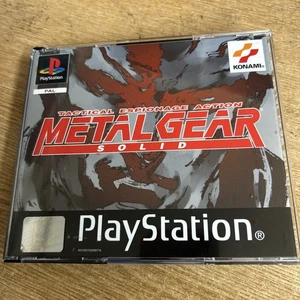 PlayStation
PAL
KONAMI
TACTICAL ESPIONAGE ACTION
METAL GEAR
SOLID
PlayStation®